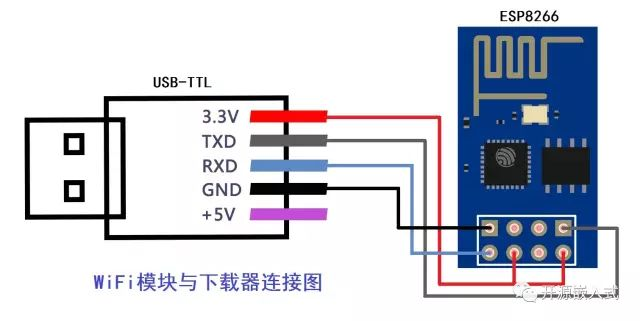 ESP8266
USB-TTL
3.3V
TXD
RXD
GND
+5V
WiFi模块与下载器连接图
开源嵌入式